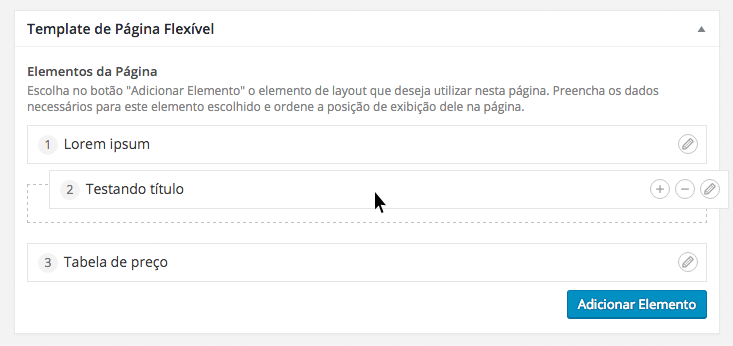 Template de Página Flexível
Elementos da Página
Escolha no botão "Adicionar Elemento" o elemento de layout que deseja utilizar nesta página. Preencha os dados
necessários para este elemento escolhido e ordene a posição de exibição dele na página.
1 Lorem ipsum
2 Testando título
3 Tabela de preço
Adicionar Elemento